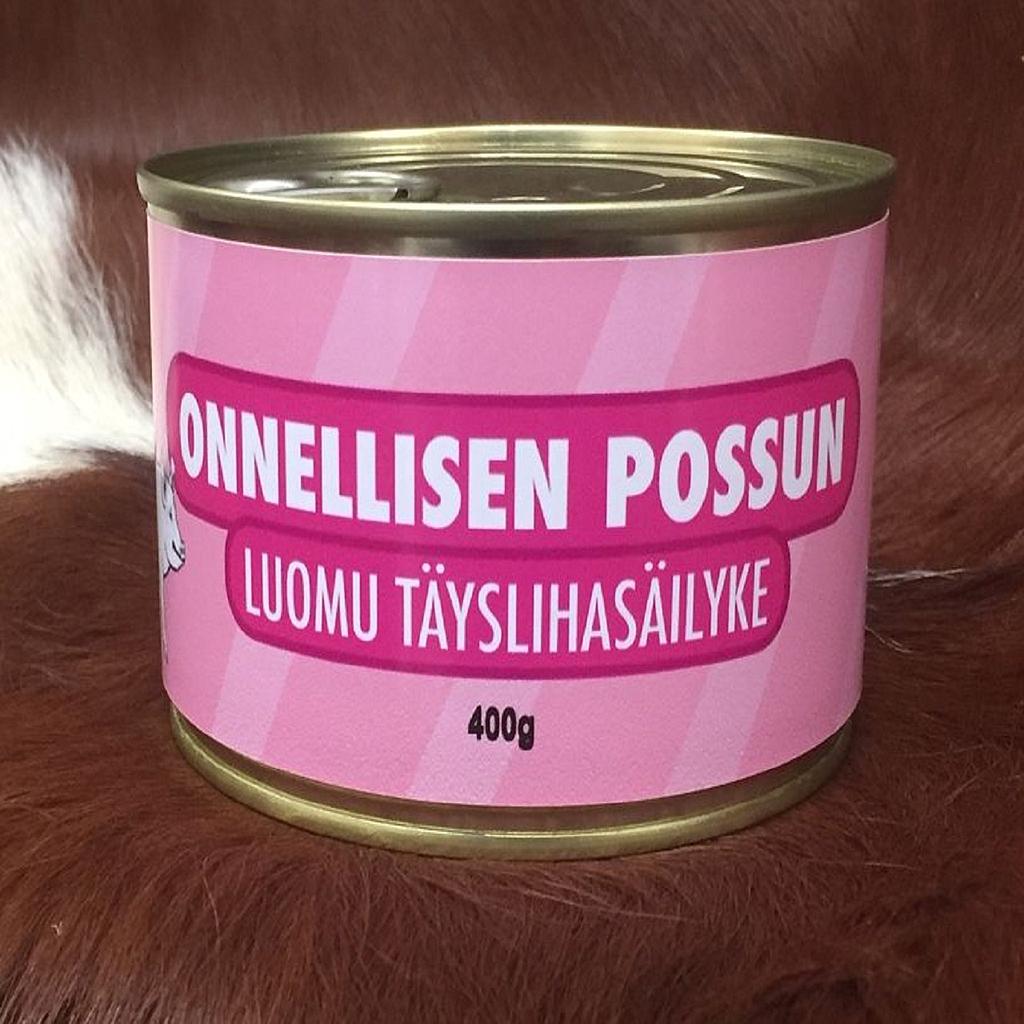 ONNELLISEN POSSUN
LUOMU TÄYSLIHASÄILYKE
400g